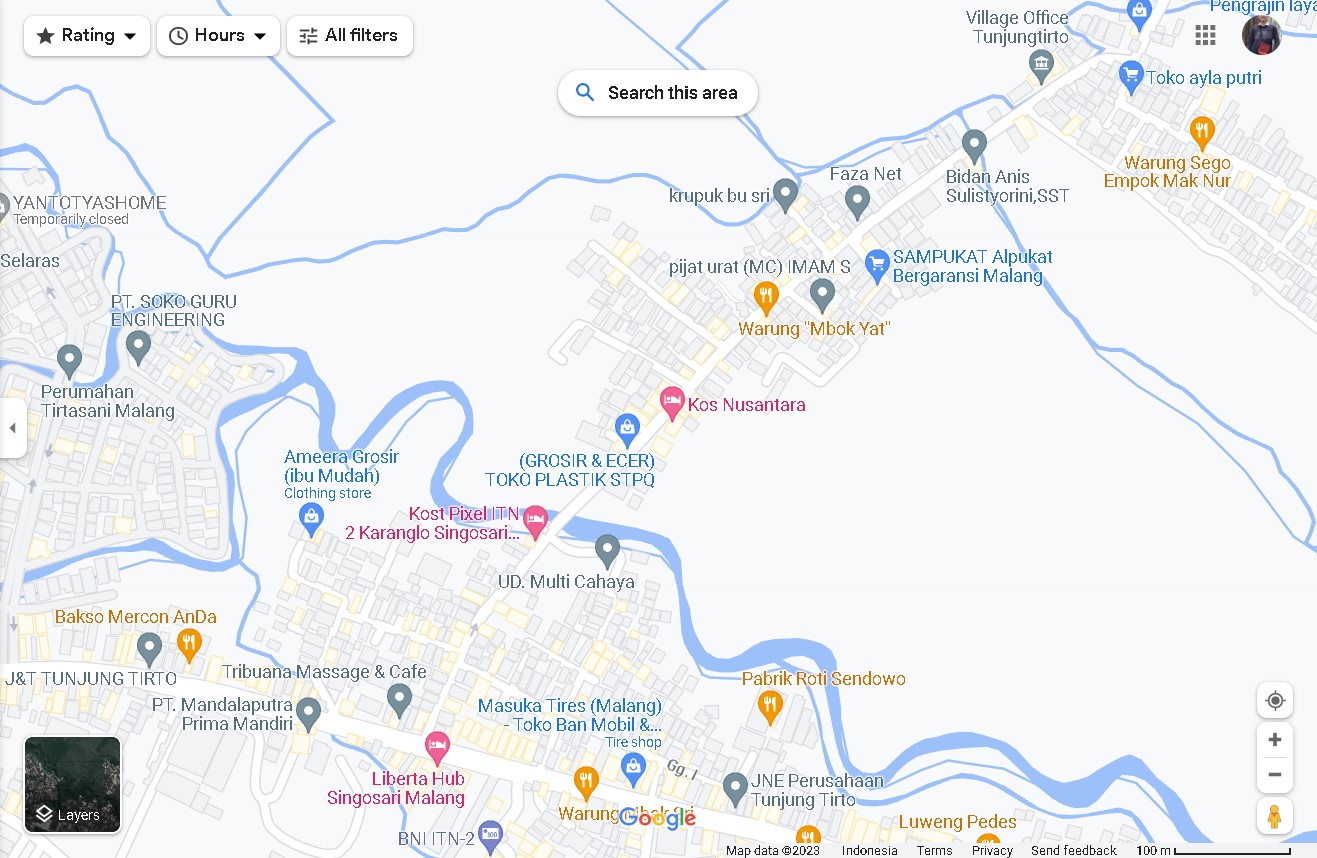 Rating
Hours
All filters
Search this area
Village Office
Tunjungtirto
Pengrajin laya
Toko ayla putri
Warung Sego
Empok Mak Nur
Bidan Anis
Sulistyorini,SST
Faza Net
krupuk bu sri
YANTOTYASHOME
Temporarily closed
Selaras
SAMPUKAT Alpukat
Bergaransi Malang
pijat urat (MC) IMAM S
Warung "Mbok Yat"
PT. SOKO GURU
ENGINEERING
Perumahan
Tirtasani Malang
Kos Nusantara
(GROSIR & ECER)
TOKO PLASTIK STPQ
Ameera Grosir
(ibu Mudah)
Clothing store
Kost Pixel ITN
2 Karanglo Singosari...
UD. Multi Cahaya
Bakso Mercon AnDa
J&T TUNJUNG TIRTO
Tribuana Massage & Cafe
PT. Mandalaputra
Prima Mandiri
Masuka Tires (Malang)
- Toko Ban Mobil &...
Tire shop
Pabrik Roti Sendowo
Gg. I
Liberta Hub
Singosari Malang
JNE Perusahaan
Tunjung Tirto
Warung
Google
Luweng Pedes
BNI ITN-2
Layers
Map data ©2023
Indonesia
Terms
Privacy
Send feedback
100 m